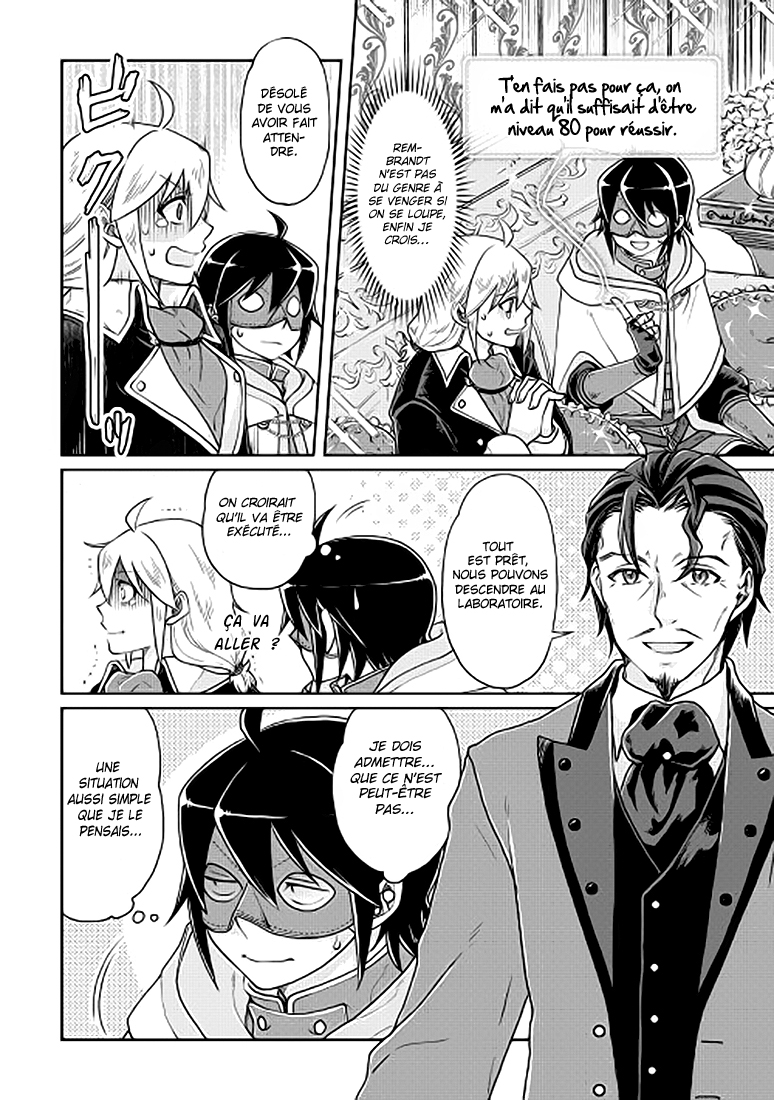 T'en fais pas pour ça, on
m'a dit qu'il suffisait d'être
niveau 80 pour réussir.
REM-
BRANDT
N'EST PAS
DU GENRE À
SE VENGER SI
ON SE LOUPE,
ENFIN JE
CROIS...
DÉSOLÉ
DE VOUS
AVOIR FAIT
ATTEN-
DRE.
ビクッ
TOUT
EST PRÊT,
NOUS POUVONS
DESCENDRE AU
LABORATOIRE.
ON CROIRAIT
QU'IL VA ÊTRE
EXÉCUTÉ...
ÇA VA
ALLER ?
JE DOIS
ADMETTRE...
QUE CE N'EST
PEUT-ÊTRE
PAS...
UNE
SITUATION
AUSSI SIMPLE
QUE JE LE
PENSAIS...